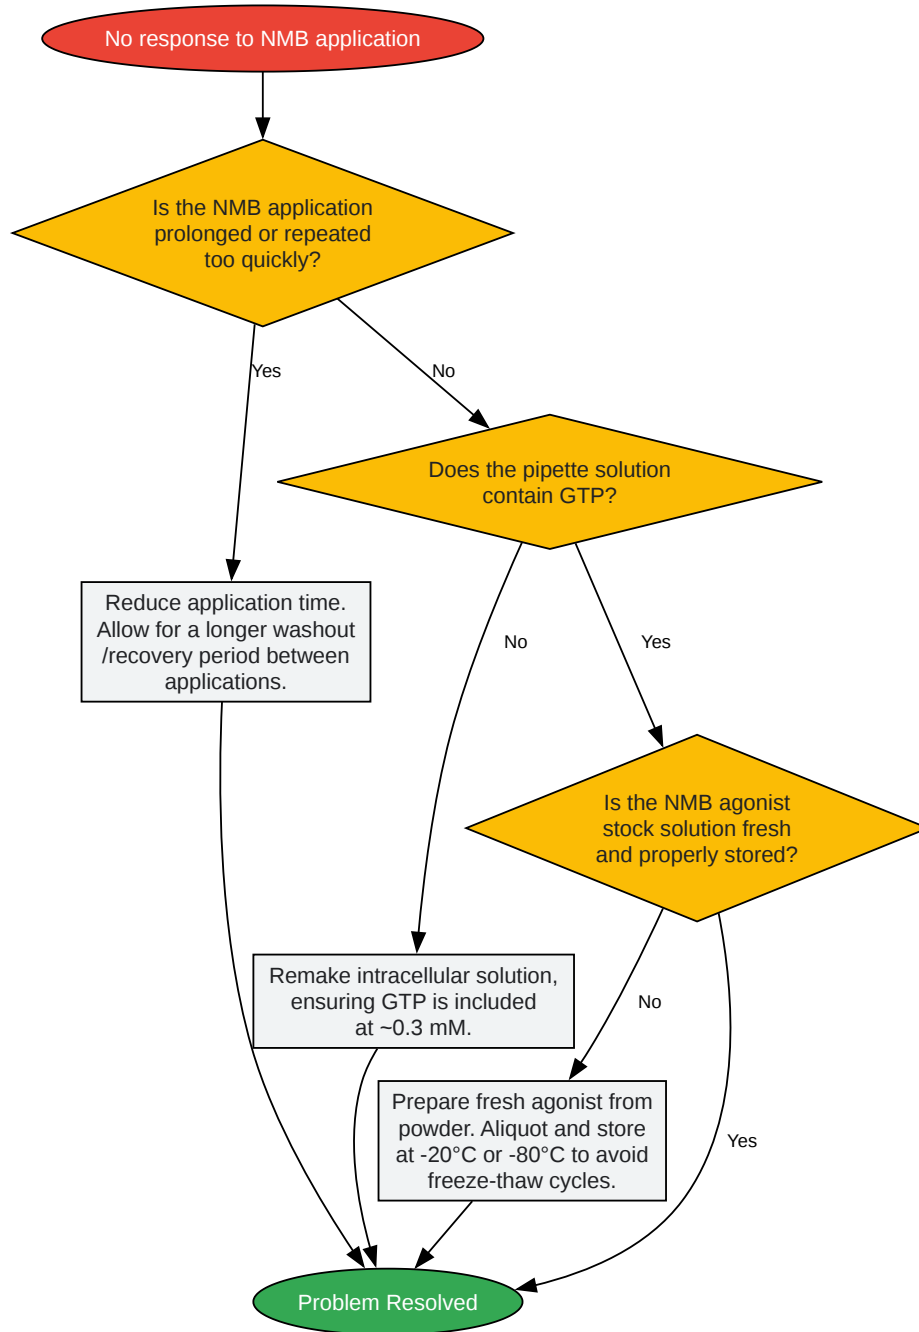 No response to NMB application
Is the NMB application
prolonged or repeated
too quickly?
Yes
No
Does the pipette solution
contain GTP?
Reduce application time.
Allow for a longer washout
/recovery period between
applications.
No
Yes
Is the NMB agonist
stock solution fresh
and properly stored?
Remake intracellular solution,
ensuring GTP is included
at ~0.3 mM.
No
Prepare fresh agonist from
powder. Aliquot and store
at -20°C or -80°C to avoid
freeze-thaw cycles.
Yes
Problem Resolved